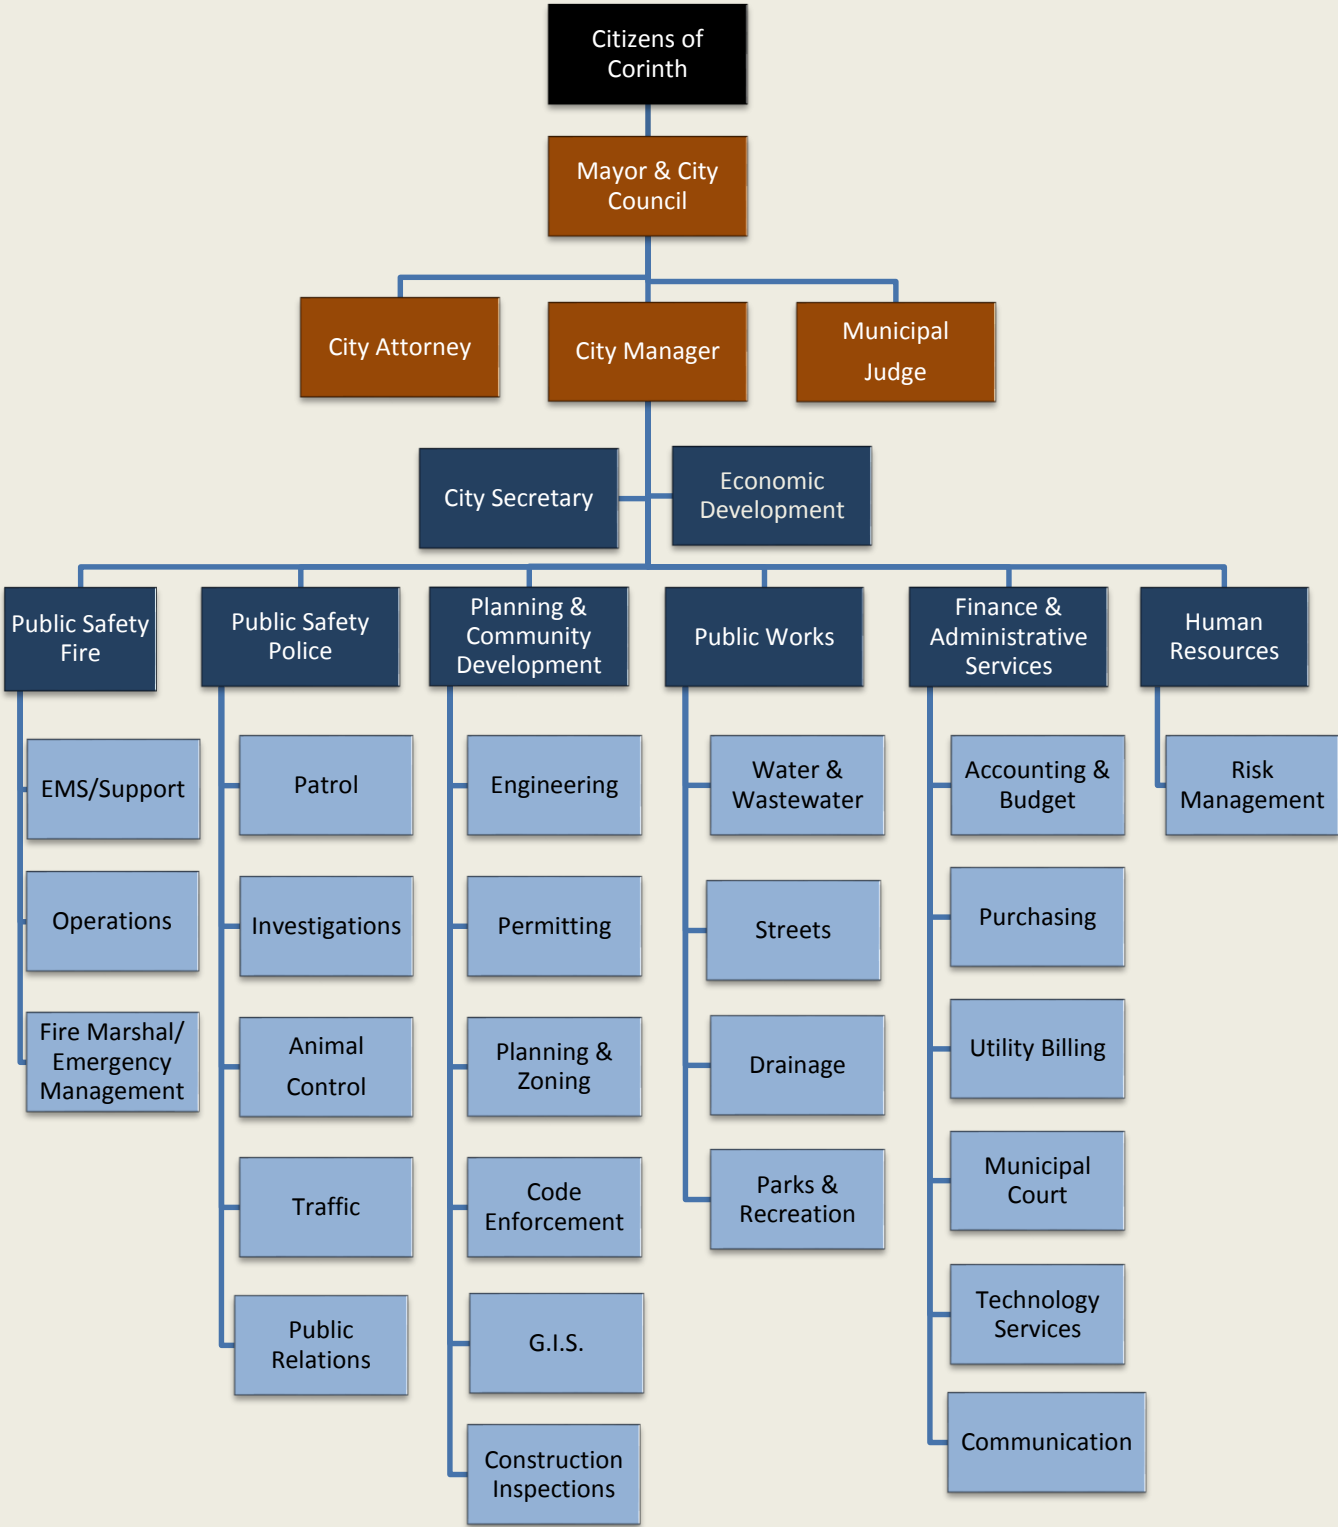 Citizens of
Corinth
Mayor & City
Council
City Attorney
City Manager
Municipal
Judge
City Secretary
Economic
Development
Public Safety
Fire
Public Safety
Police
Planning &
Community
Development
Public Works
Finance &
Administrative
Services
Human
Resources
EMS/Support
Operations
Fire Marshal/
Emergency
Management
Patrol
Investigations
Animal
Control
Traffic
Public
Relations
Engineering
Permitting
Planning &
Zoning
Code
Enforcement
G.I.S.
Construction
Inspections
Water &
Wastewater
Streets
Drainage
Parks &
Recreation
Accounting &
Budget
Purchasing
Utility Billing
Municipal
Court
Technology
Services
Communication
Risk
Management